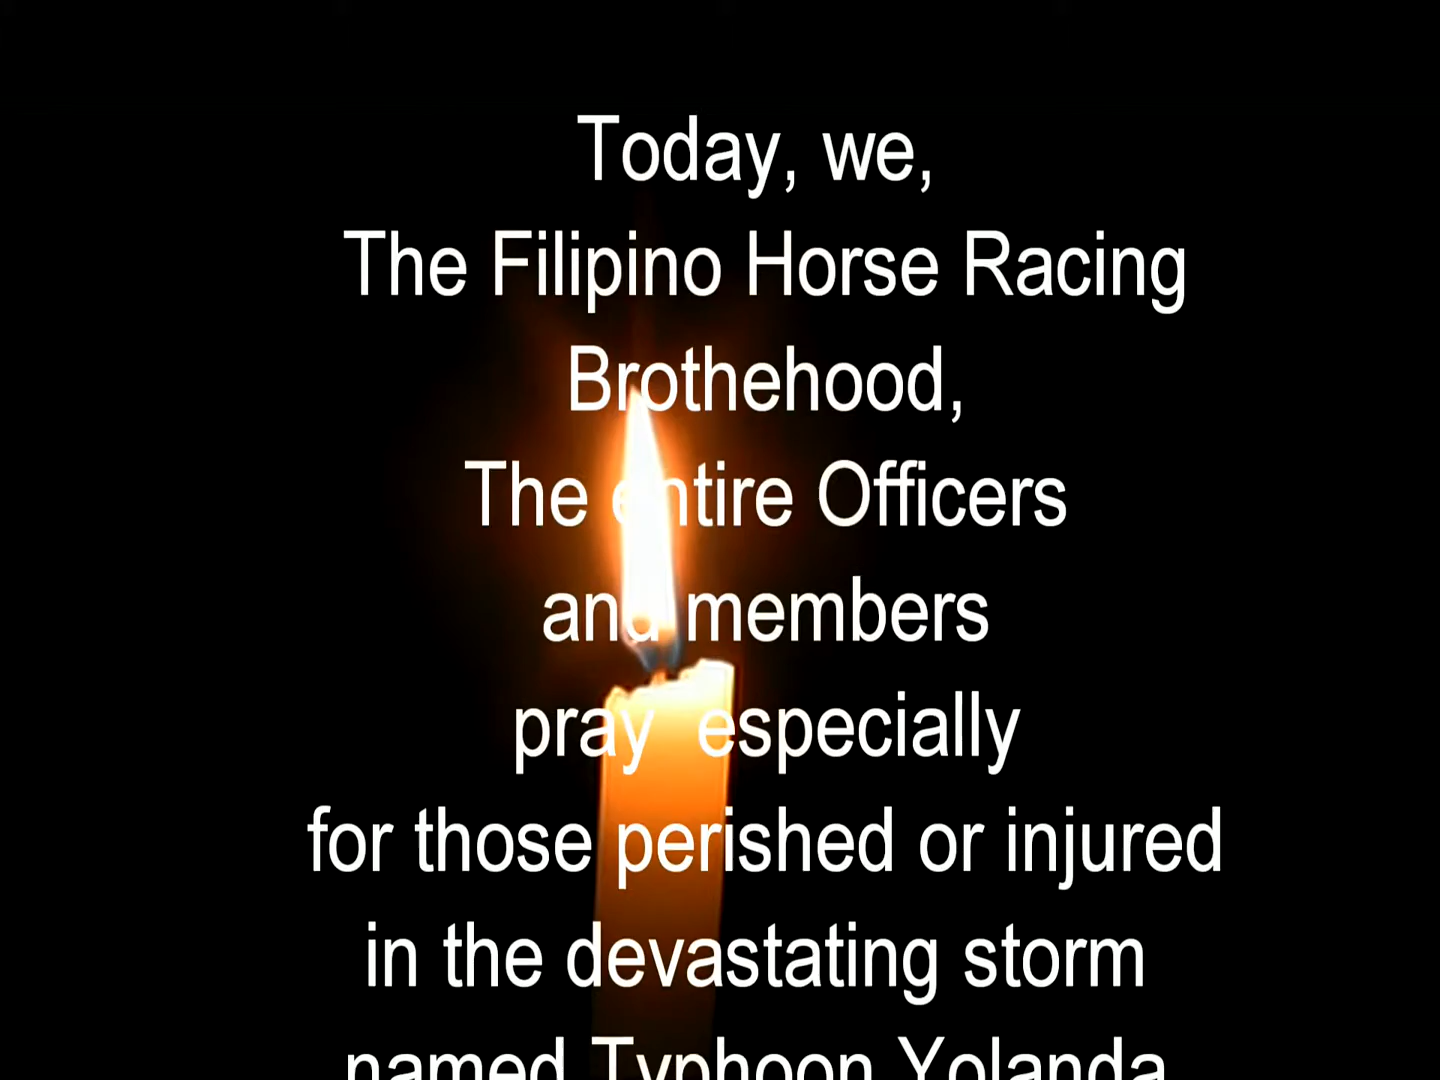 Today, we,
The Filipino Horse Racing
Brothehood,
The entire Officers
and members
pray especially
for those perished or injured
in the devastating storm
named Typhoon Yolanda